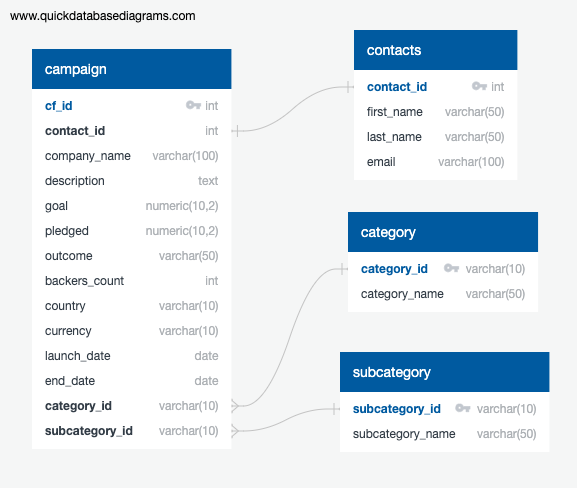 www.quickdatabasediagrams.com
campaign
cf_id int
contact_id int
company_name varchar(100)
description text
goal numeric(10,2)
pledged numeric(10,2)
outcome varchar(50)
backers_count int
country varchar(10)
currency varchar(10)
launch_date date
end_date date
category_id varchar(10)
subcategory_id varchar(10)
contacts
contact_id int
first_name varchar(50)
last_name varchar(50)
email varchar(100)
category
category_id varchar(10)
category_name varchar(50)
subcategory
subcategory_id varchar(10)
subcategory_name varchar(50)